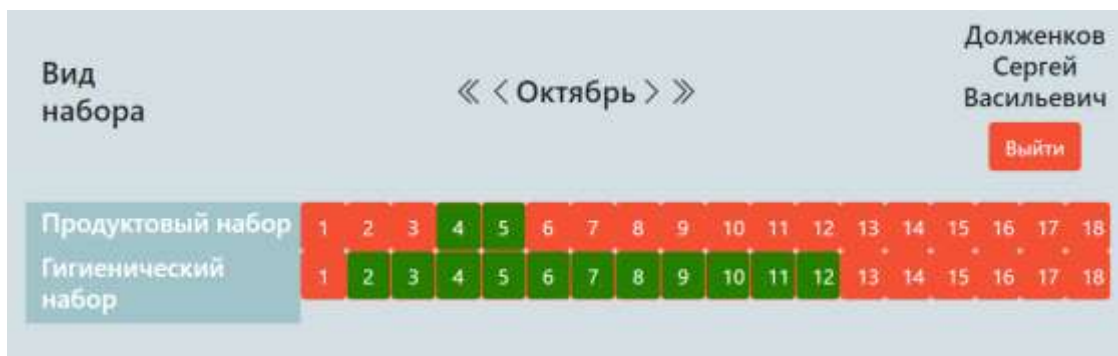 Вид
набора
« < Октябрь > »
Долженков
Сергей
Васильевич
Выйти
Продуктовый набор 1 2 3 4 5 6 7 8 9 10 11 12 13 14 15 16 17 18
Гигиенический
набор
1 2 3 4 5 6 7 8 9 10 11 12 13 14 15 16 17 18